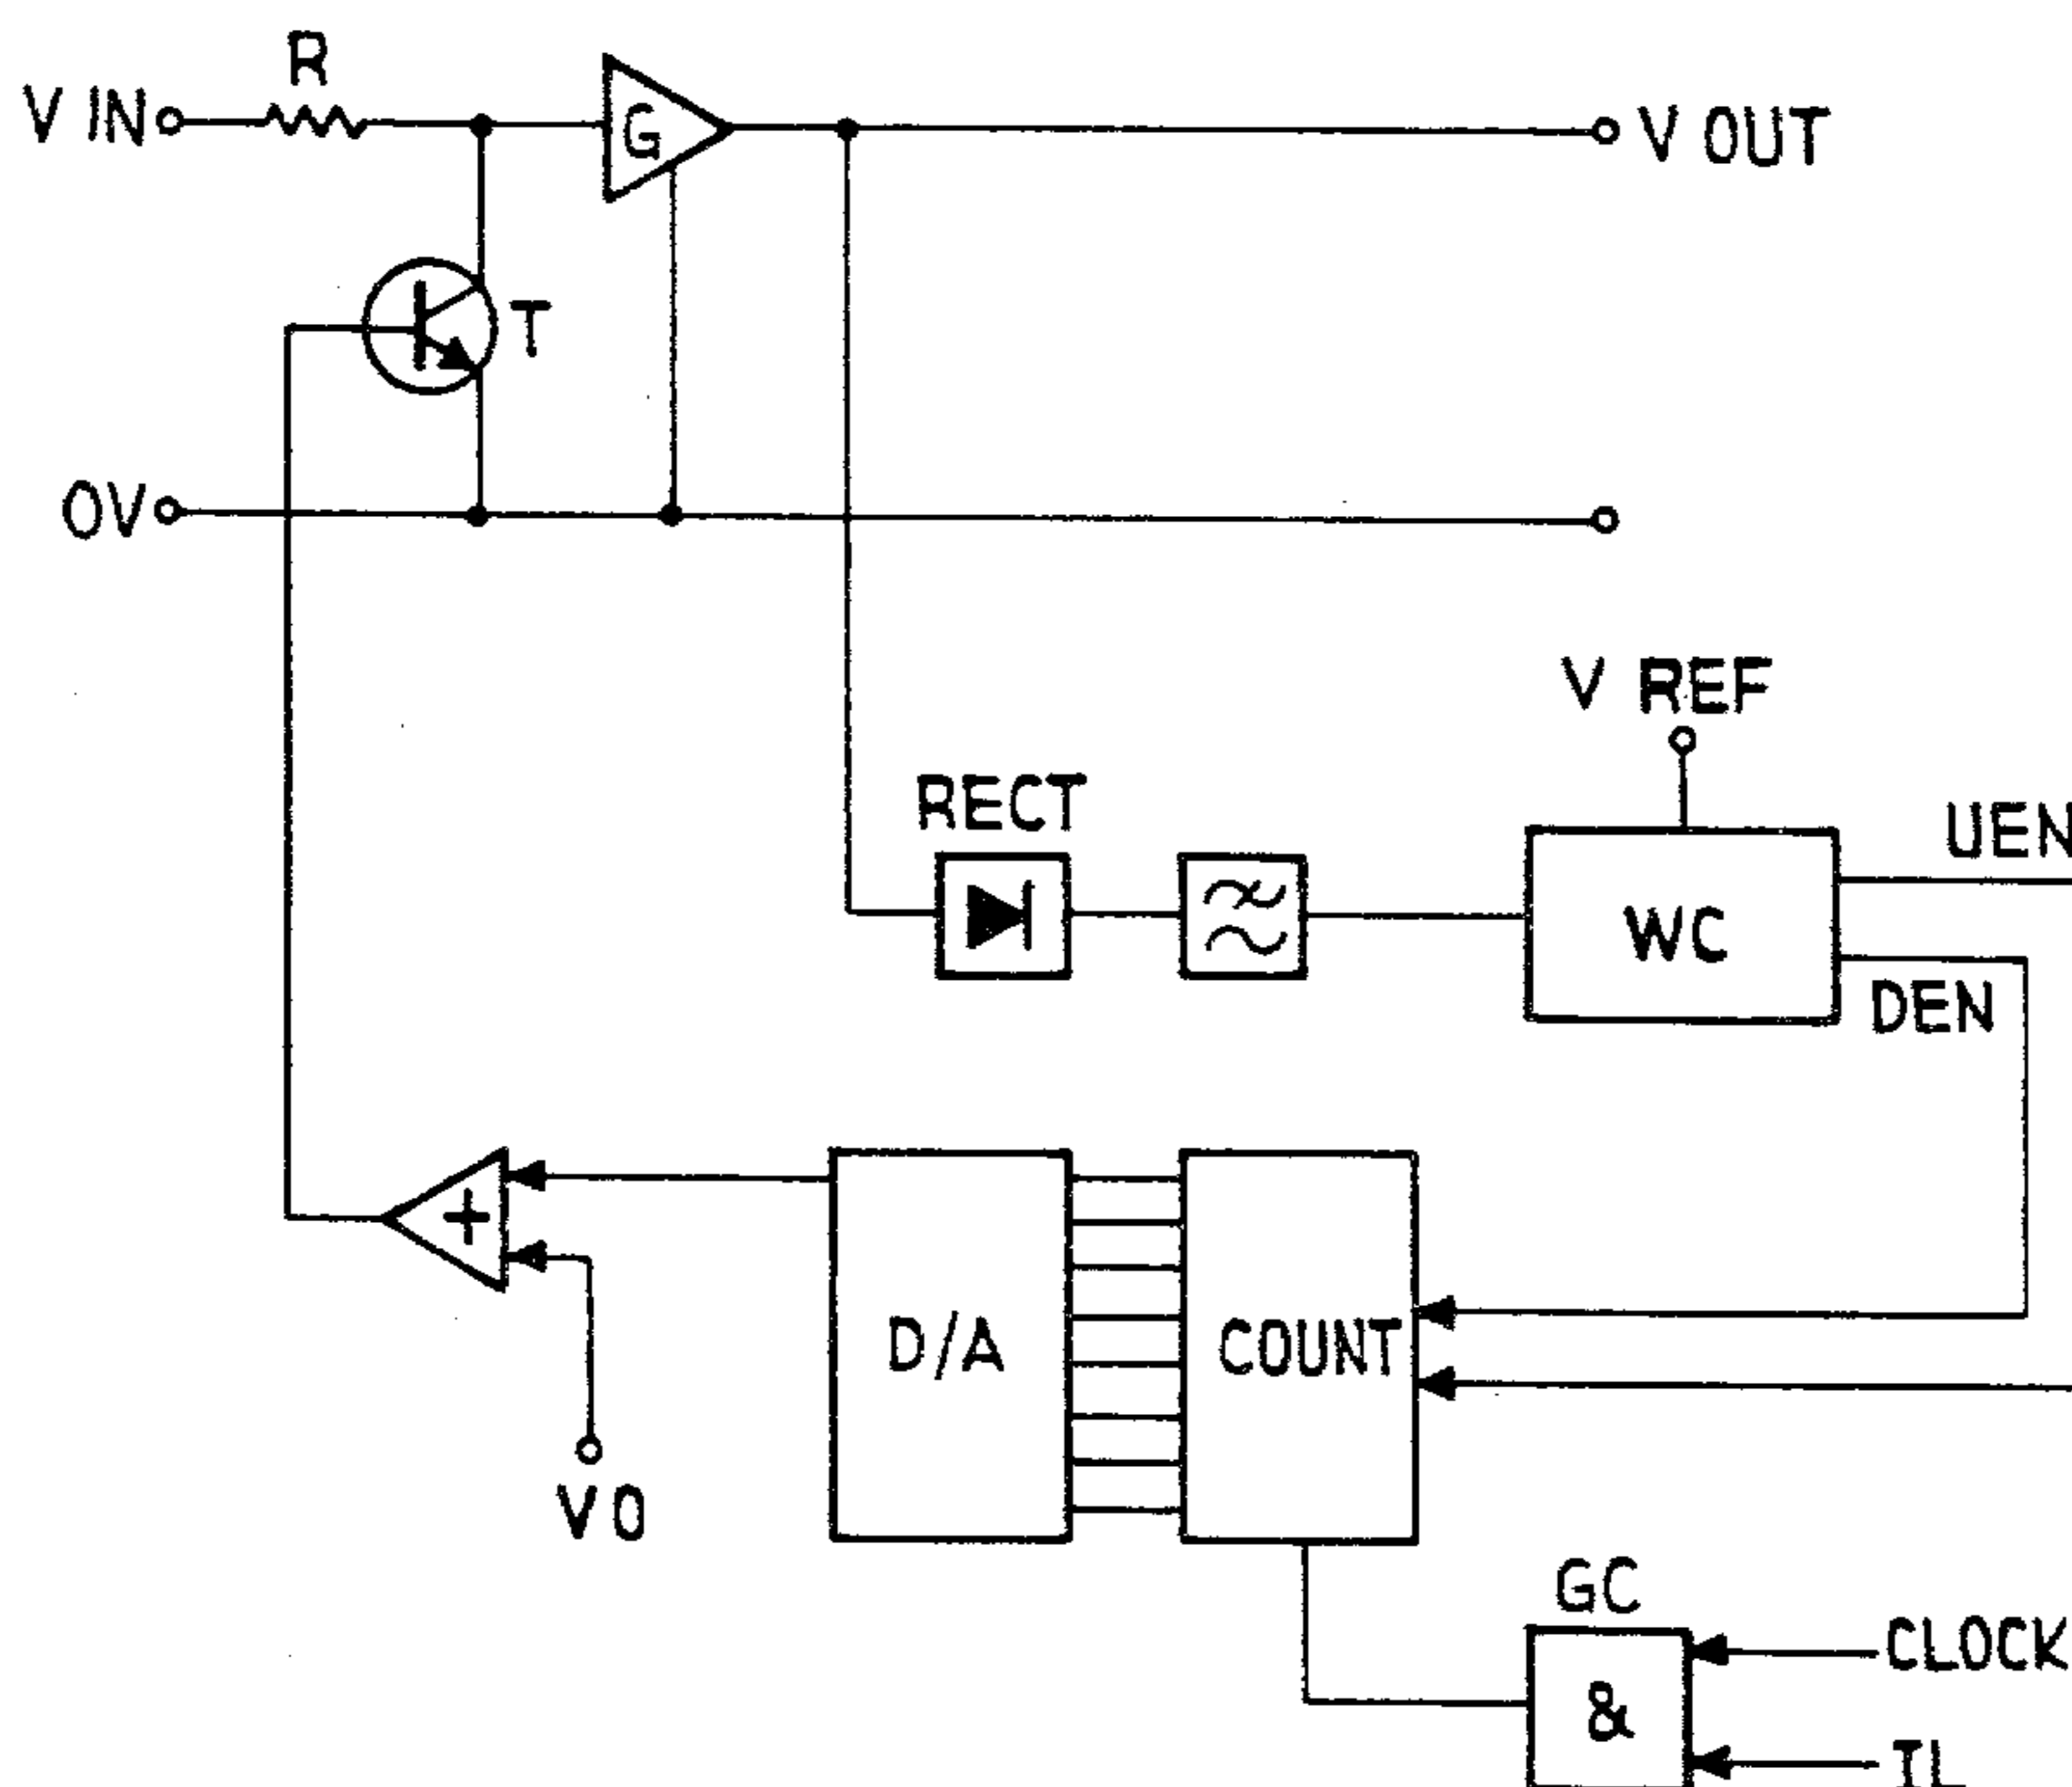 R
V IN
G
V OUT
T
0V
V REF
RECT
UEN
WC
DEN
+
D/A
COUNT
V0
GC
CLOCK
&
IL